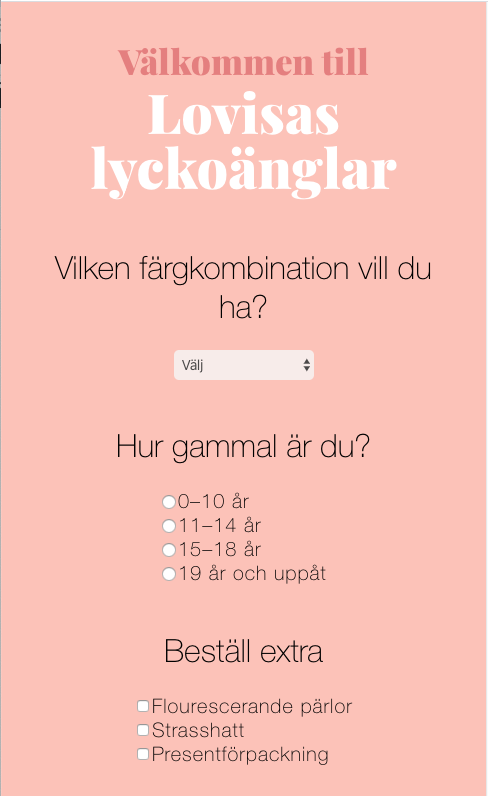 Välkommen till
Lovisas
lyckoänglar
Vilken färgkombination vill du
ha?
Välj
Hur gammal är du?
0–10 år
11–14 år
15–18 år
19 år och uppåt
Beställ extra
Flourescerande pärlor
Strasshatt
Presentförpackning